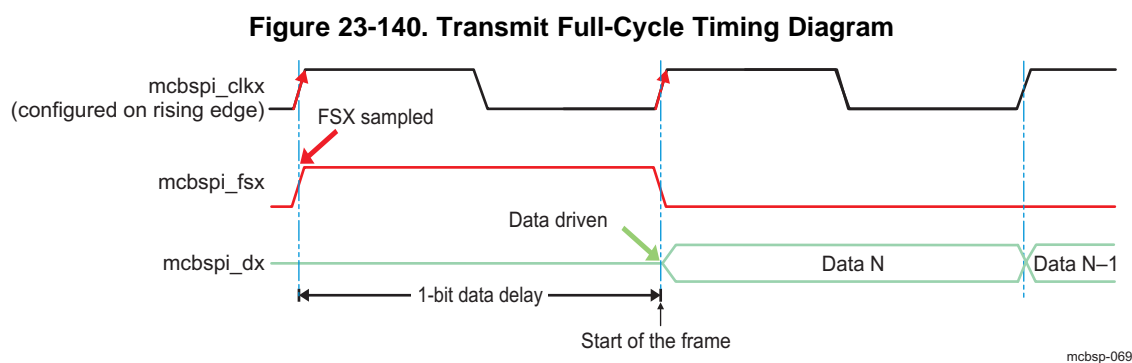 Figure 23-140. Transmit Full-Cycle Timing Diagram
mcbspi_clkx
(configured on rising edge)
FSX sampled
mcbspi_fsx
Data driven
mcbspi_dx
Data N
Data N–1
1-bit data delay
Start of the frame
mcbsp-069